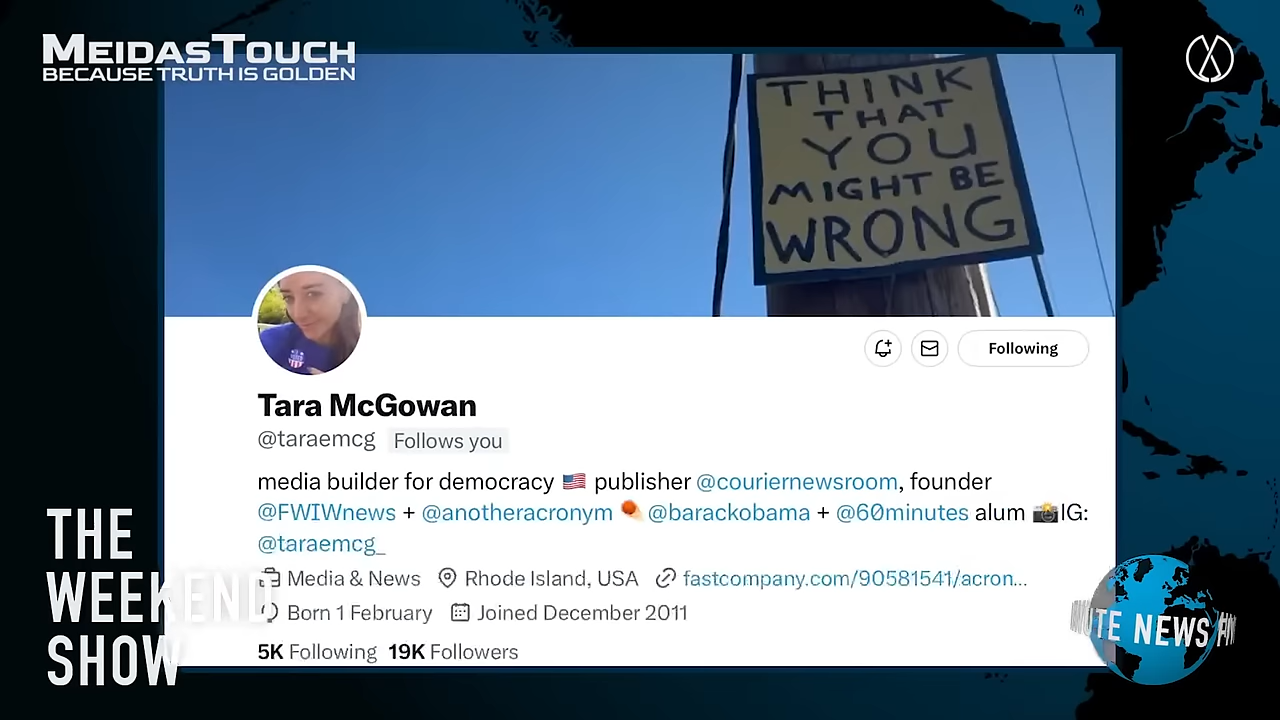 MEIDASTOUCH
BECAUSE TRUTH IS GOLDEN
THINK
THAT
YOU
MIGHT BE
WRONG
Following
Tara McGowan
@taraemcg Follows you
media builder for democracy 🇺🇸 publisher @couriernewsroom, founder
@FWIWnews + @anotheracronym ☄️ @barackobama + @60minutes alum 📸IG:
@taraemcg_
Media & News Rhode Island, USA fastcompany.com/90581541/acron...
Born 1 February Joined December 2011
5K Following 19K Followers
THE
WEEKEND
SHOW
NEWS